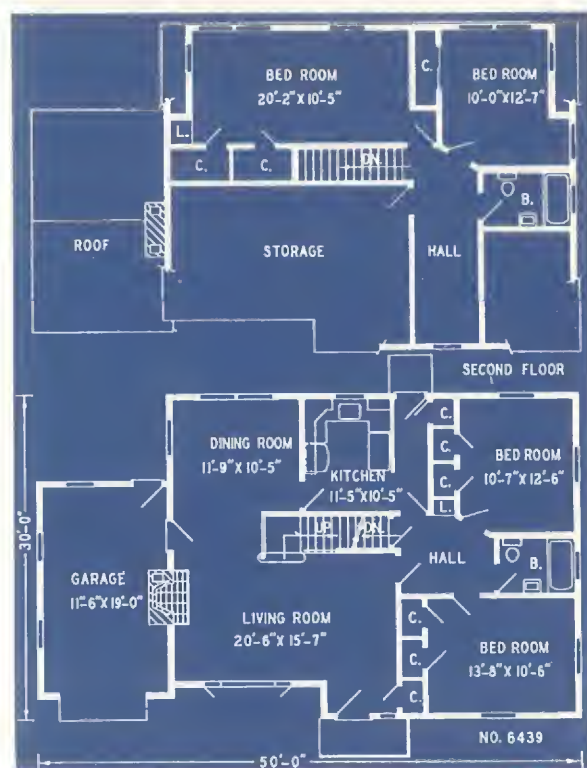 BED ROOM
20'-2" X 10'-5"
C.
BED ROOM
10'-0" X 12'-7"
L.
C.
C.
DN.
B.
ROOF
STORAGE
HALL
SECOND FLOOR
DINING ROOM
11'-9" X 10'-5"
KITCHEN
11'-5" X 10'-5"
C.
C.
C.
L.
BED ROOM
10'-7" X 12'-6"
30'-0"
UP
DN.
HALL
B.
GARAGE
11'-6" X 19'-0"
LIVING ROOM
20'-6" X 15'-7"
C.
C.
C.
BED ROOM
13'-8" X 10'-6"
NO. 6439
50'-0"